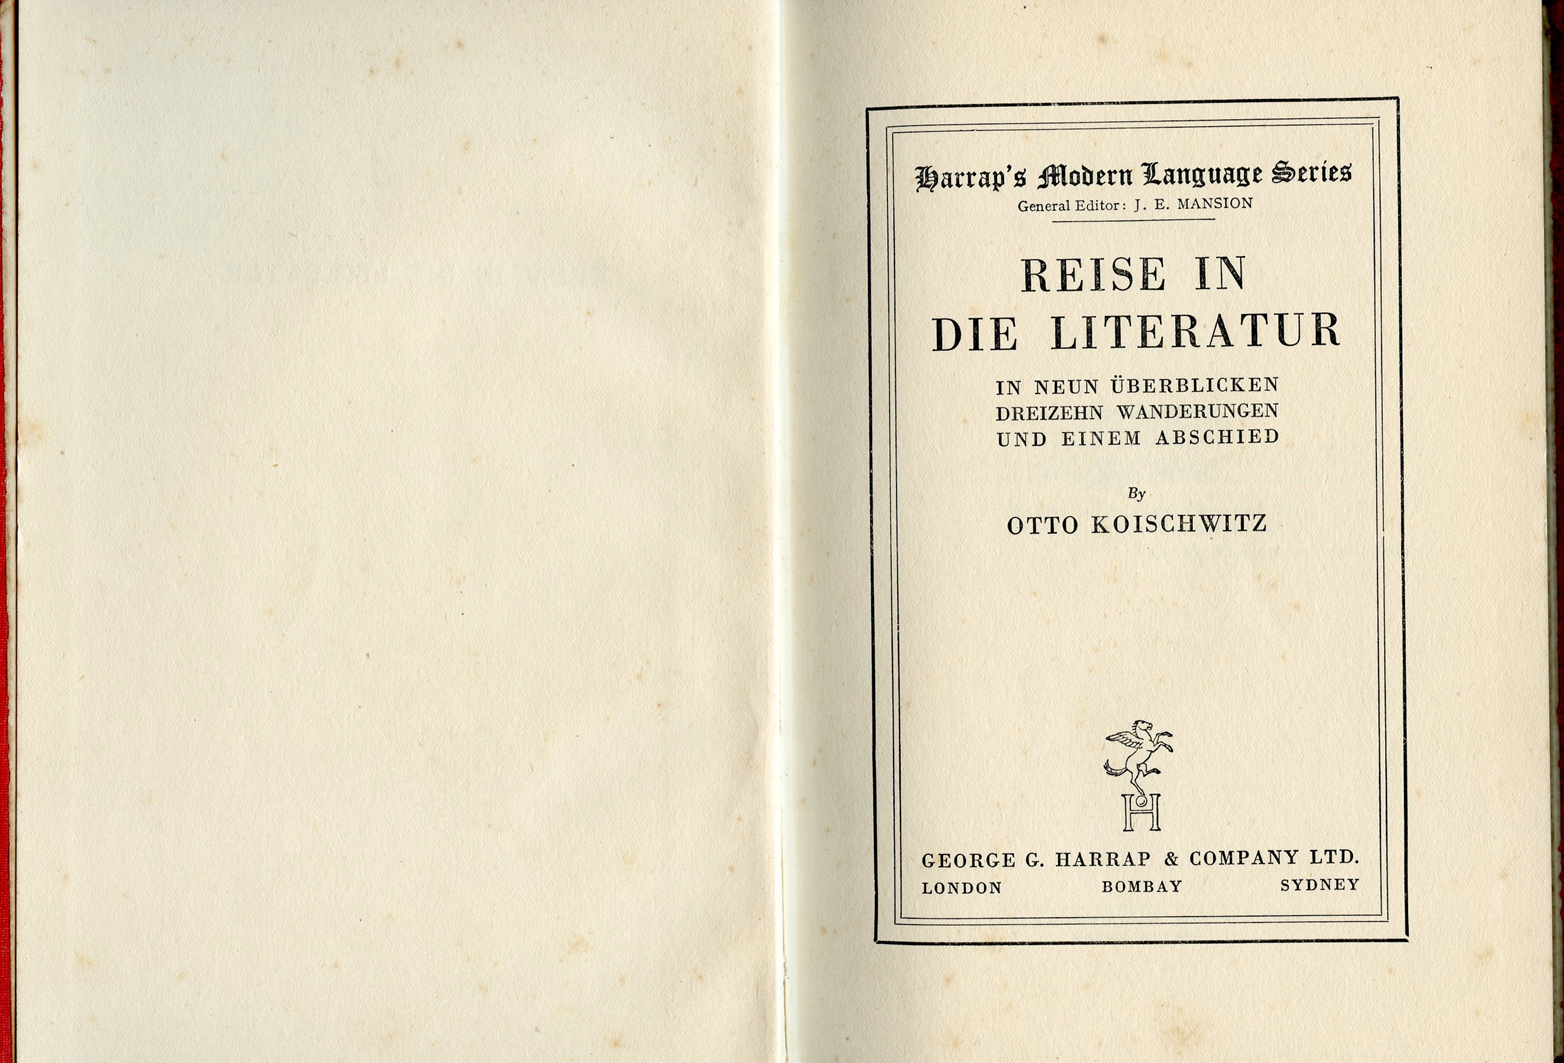 Harrap's Modern Language Series
General Editor: J. E. MANSION
REISE IN
DIE LITERATUR
IN NEUN ÜBERBLICKEN
DREIZEHN WANDERUNGEN
UND EINEM ABSCHIED
By
OTTO KOISCHWITZ
H
GEORGE G. HARRAP & COMPANY LTD.
LONDON BOMBAY SYDNEY